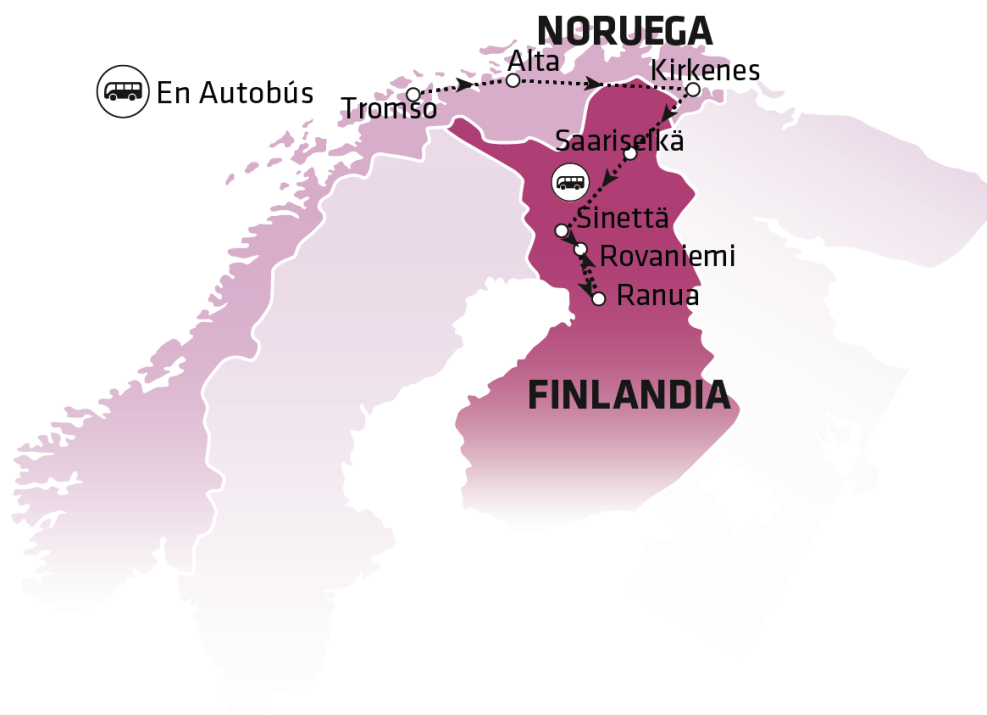 NORUEGA
Alta
Kirkenes
En Autobús
Tromso
Saariselkä
Sinettä
Rovaniemi
Ranua
FINLANDIA